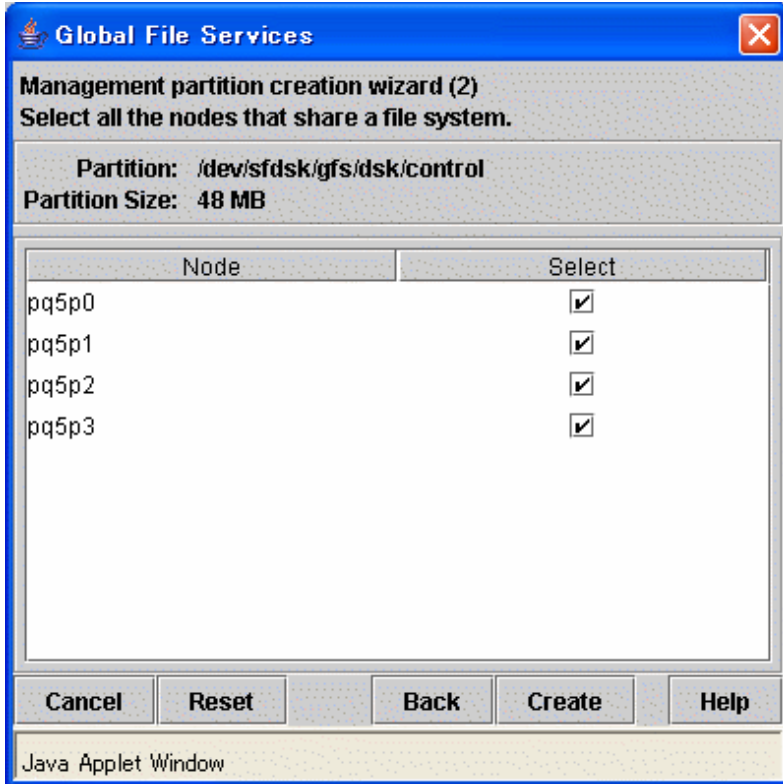 Global File Services
Management partition creation wizard (2)
Select all the nodes that share a file system.
Partition: /dev/sfdsk/gfs/dsk/control
Partition Size: 48 MB
Node Select
pq5p0
pq5p1
pq5p2
pq5p3
Cancel Reset Back Create Help
Java Applet Window